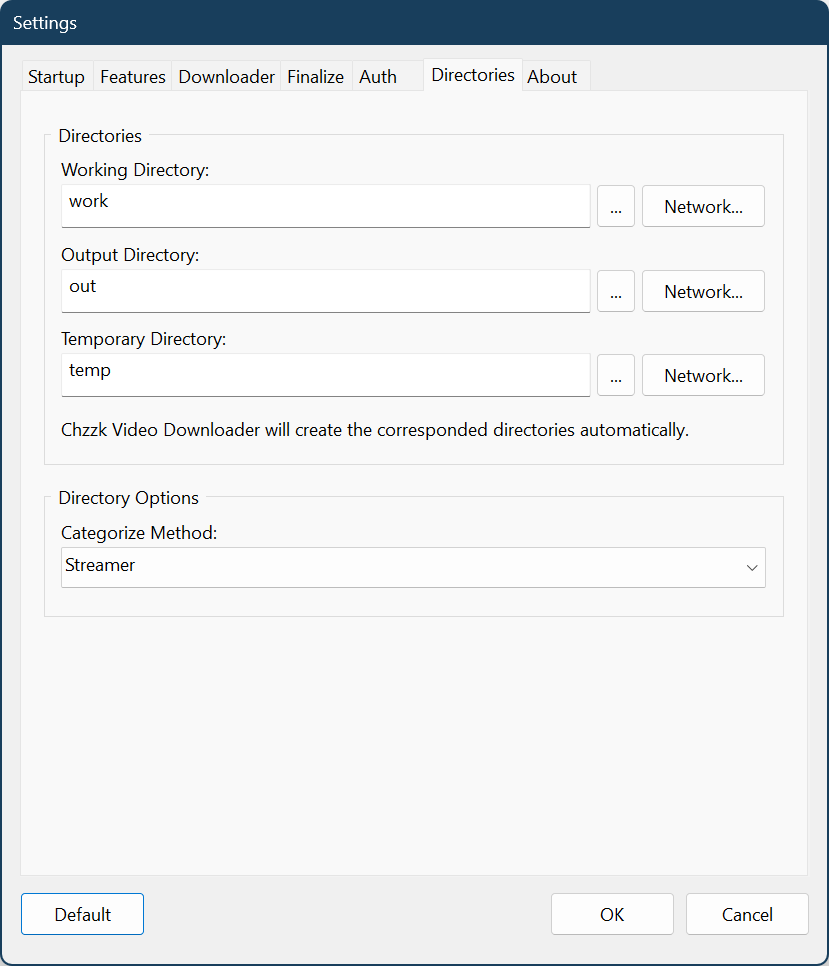 Settings
Startup Features Downloader Finalize Auth Directories About
Directories
Working Directory:
work ... Network...
Output Directory:
out ... Network...
Temporary Directory:
temp ... Network...
Chzzk Video Downloader will create the corresponded directories automatically.
Directory Options
Categorize Method:
Streamer
Default OK Cancel